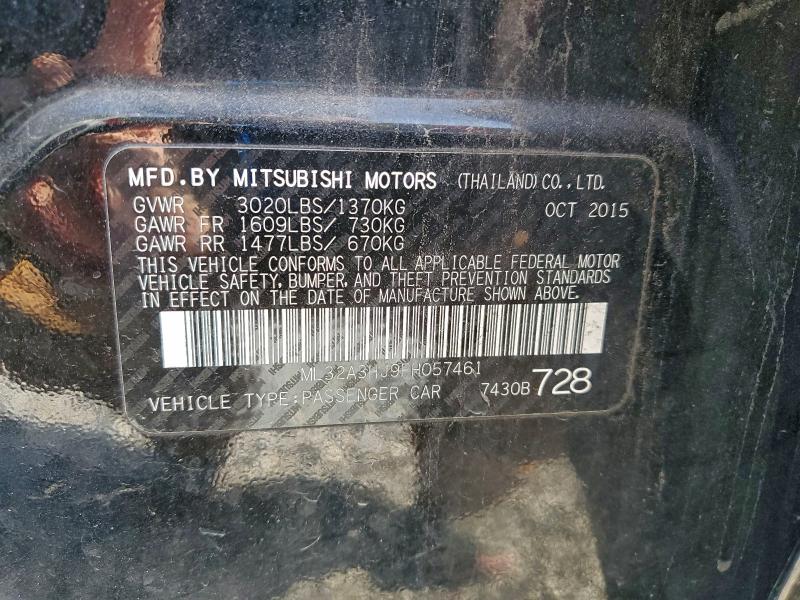 MFD.BY MITSUBISHI MOTORS (THAILAND)CO.,LTD.
GVWR 3020LBS/1370KG OCT 2015
GAWR FR 1609LBS/ 730KG
GAWR RR 1477LBS/ 670KG
THIS VEHICLE CONFORMS TO ALL APPLICABLE FEDERAL MOTOR
VEHICLE SAFETY, BUMPER, AND THEFT PREVENTION STANDARDS
IN EFFECT ON THE DATE OF MANUFACTURE SHOWN ABOVE.
ML32A3HJ9FH057461
VEHICLE TYPE:PASSENGER CAR 7430B 728